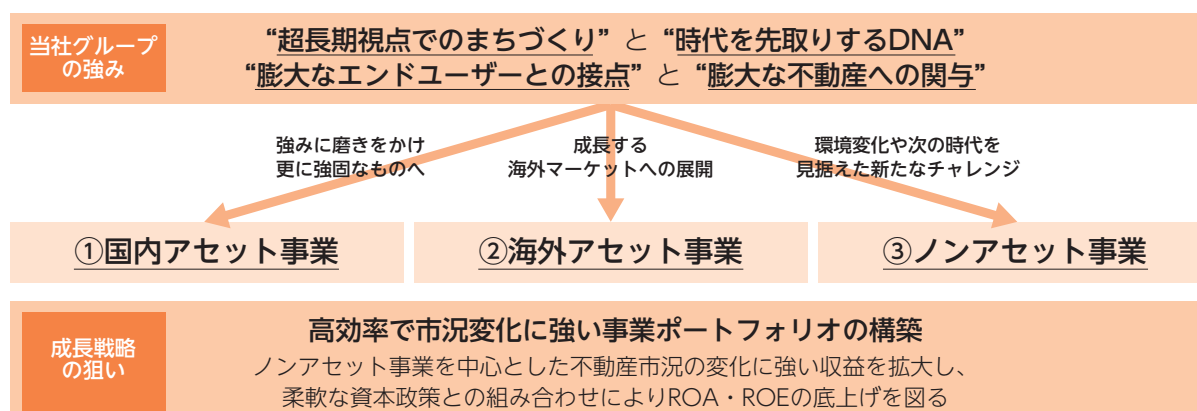 当社グループ
の強み
“超長期視点でのまちづくり” と “時代を先取りするDNA”
“膨大なエンドユーザーとの接点” と “膨大な不動産への関与”
強みに磨きをかけ
更に強固なものへ
成長する
海外マーケットへの展開
環境変化や次の時代を
見据えた新たなチャレンジ
①国内アセット事業
②海外アセット事業
③ノンアセット事業
成長戦略
の狙い
高効率で市況変化に強い事業ポートフォリオの構築
ノンアセット事業を中心とした不動産市況の変化に強い収益を拡大し、
柔軟な資本政策との組み合わせによりROA・ROEの底上げを図る